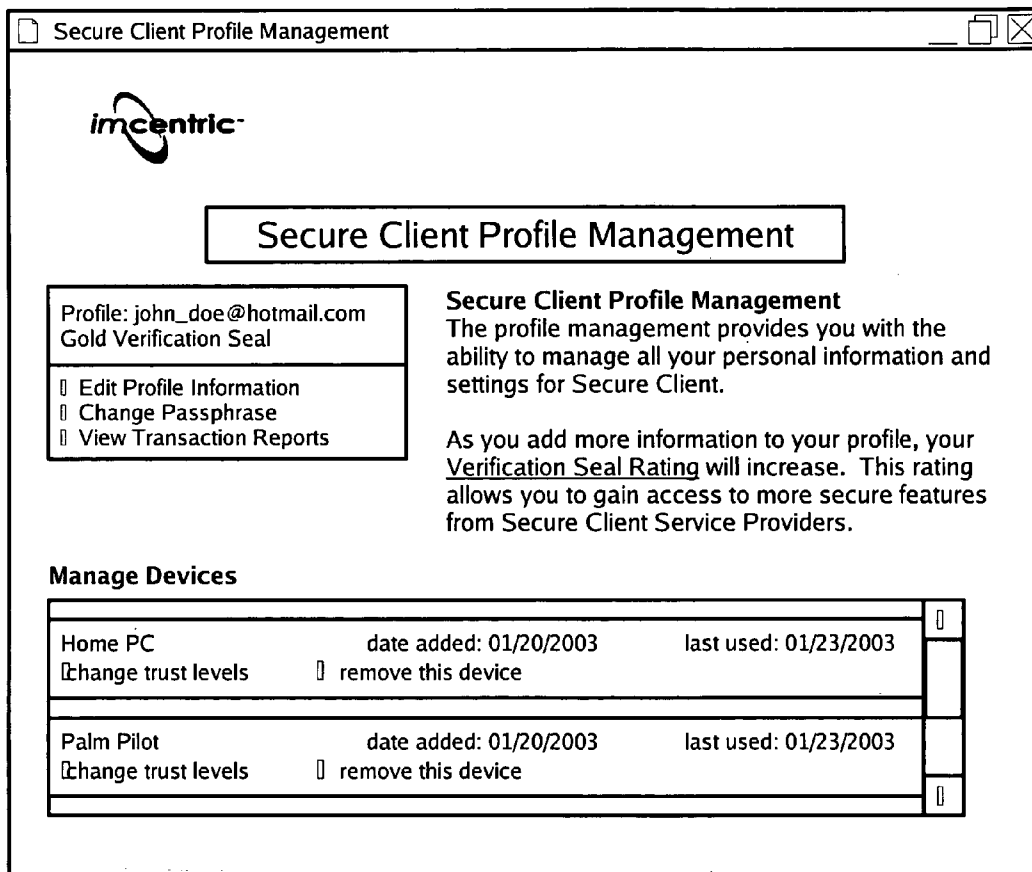 Secure Client Profile Management
imcentric
Secure Client Profile Management
Profile: john_doe@hotmail.com
Gold Verification Seal
Edit Profile Information
Change Passphrase
View Transaction Reports
Secure Client Profile Management
The profile management provides you with the
ability to manage all your personal information and
settings for Secure Client.
As you add more information to your profile, your
Verification Seal Rating will increase. This rating
allows you to gain access to more secure features
from Secure Client Service Providers.
Manage Devices
Home PC date added: 01/20/2003 last used: 01/23/2003
change trust levels remove this device
Palm Pilot date added: 01/20/2003 last used: 01/23/2003
change trust levels remove this device